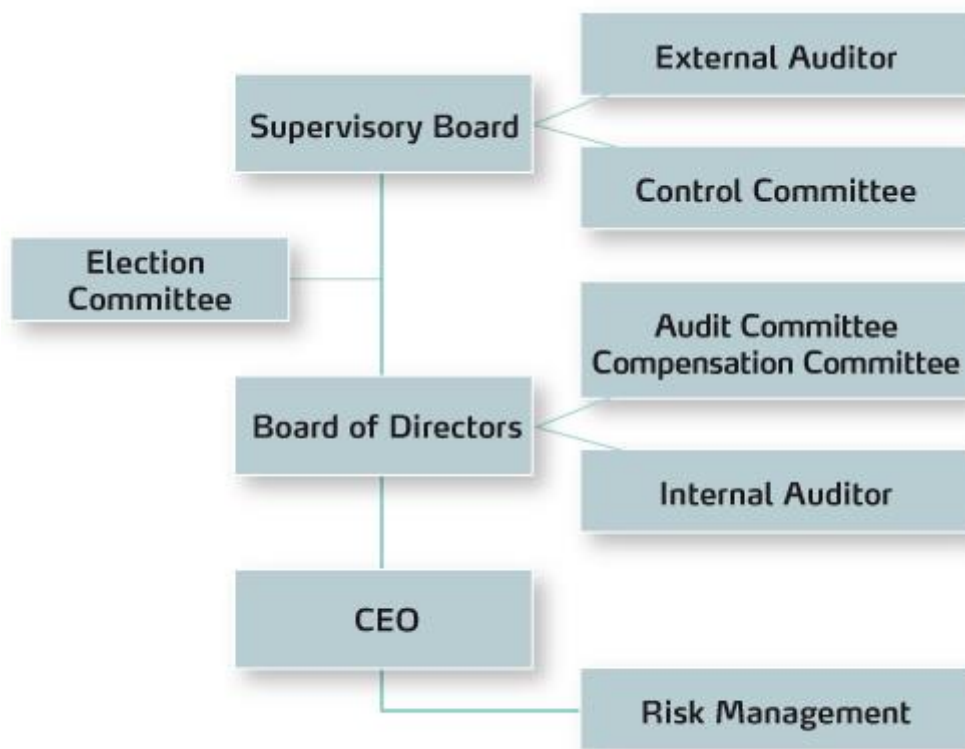 External Auditor
Supervisory Board
Control Committee
Election
Committee
Audit Committee
Compensation Committee
Board of Directors
Internal Auditor
CEO
Risk Management